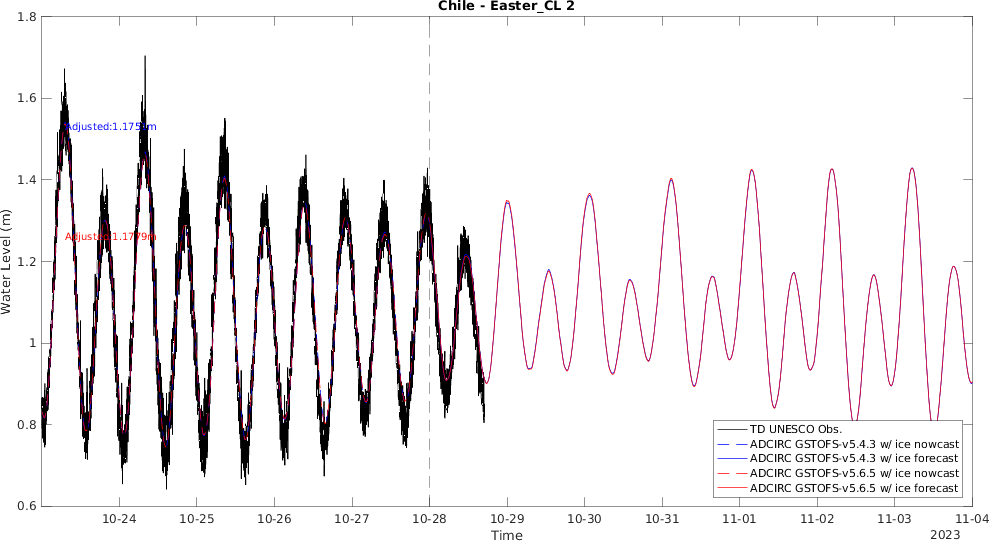 Chile - Easter_CL 2
1.8
1.6
1.4
1.2
1
0.8
0.6
Water Level (m)
Adjusted:1.175 m
Adjusted:1.1779m
TD UNESCO Obs.
ADCIRC GSTOFS-v5.4.3 w/ ice nowcast
ADCIRC GSTOFS-v5.4.3 w/ ice forecast
ADCIRC GSTOFS-v5.6.5 w/ ice nowcast
ADCIRC GSTOFS-v5.6.5 w/ ice forecast
10-24 10-25 10-26 10-27 10-28 10-29 10-30 10-31 11-01 11-02 11-03 11-04
Time
2023